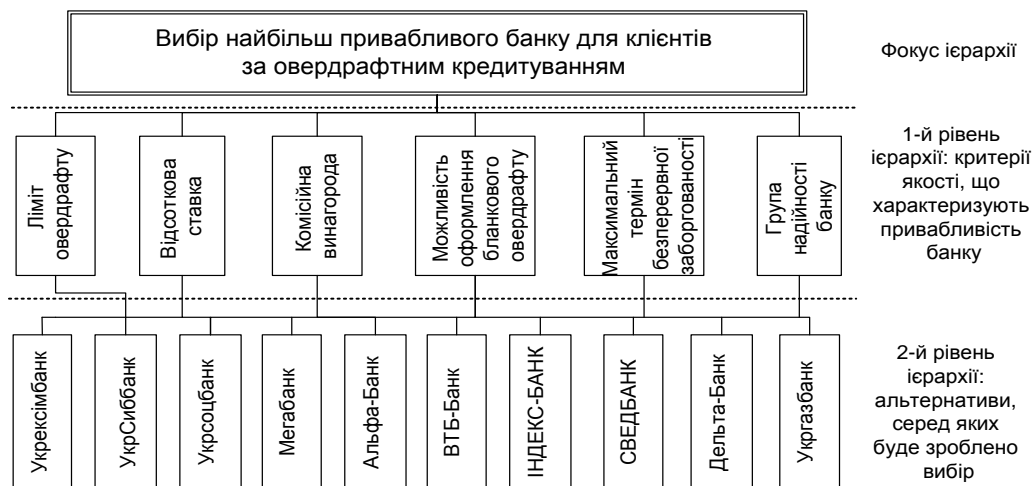 Вибір найбільш привабливого банку для клієнтів
за овердрафтним кредитуванням
Фокус ієрархії
Ліміт
овердрафту
Відсоткова
ставка
Комісійна
винагорода
Можливість
оформлення
бланкового
овердрафту
Максимальний
термін
безперервної
заборгованості
Група
надійності
банку
1-й рівень
ієрархії: критерії
якості, що
характеризують
привабливість
банку
Укрексімбанк
УкрСиббанк
Укрсоцбанк
Мегабанк
Альфа-Банк
ВТБ-Банк
ІНДЕКС-БАНК
СВЕДБАНК
Дельта-Банк
Укргазбанк
2-й рівень
ієрархії:
альтернативи,
серед яких
буде зроблено
вибір